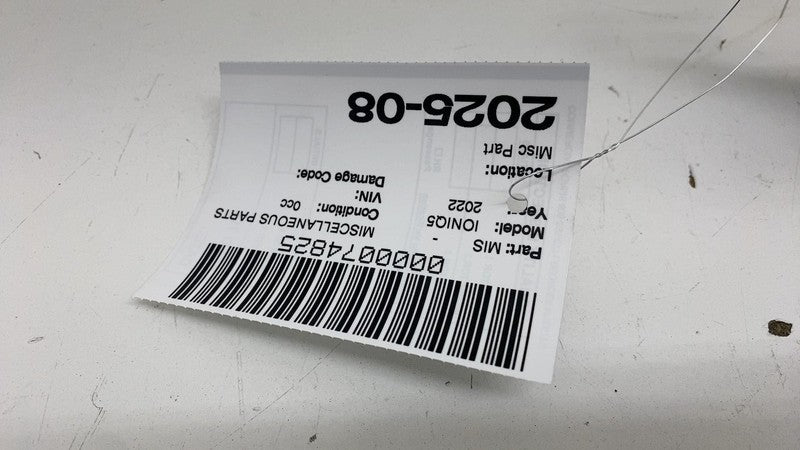 0000074825
Part: MIS - MISCELLANEOUS PARTS
Model: IONIQ5 Condition: 0cc
Year: 2022 VIN:
Damage Code:
Location:
Misc Part
2025-08